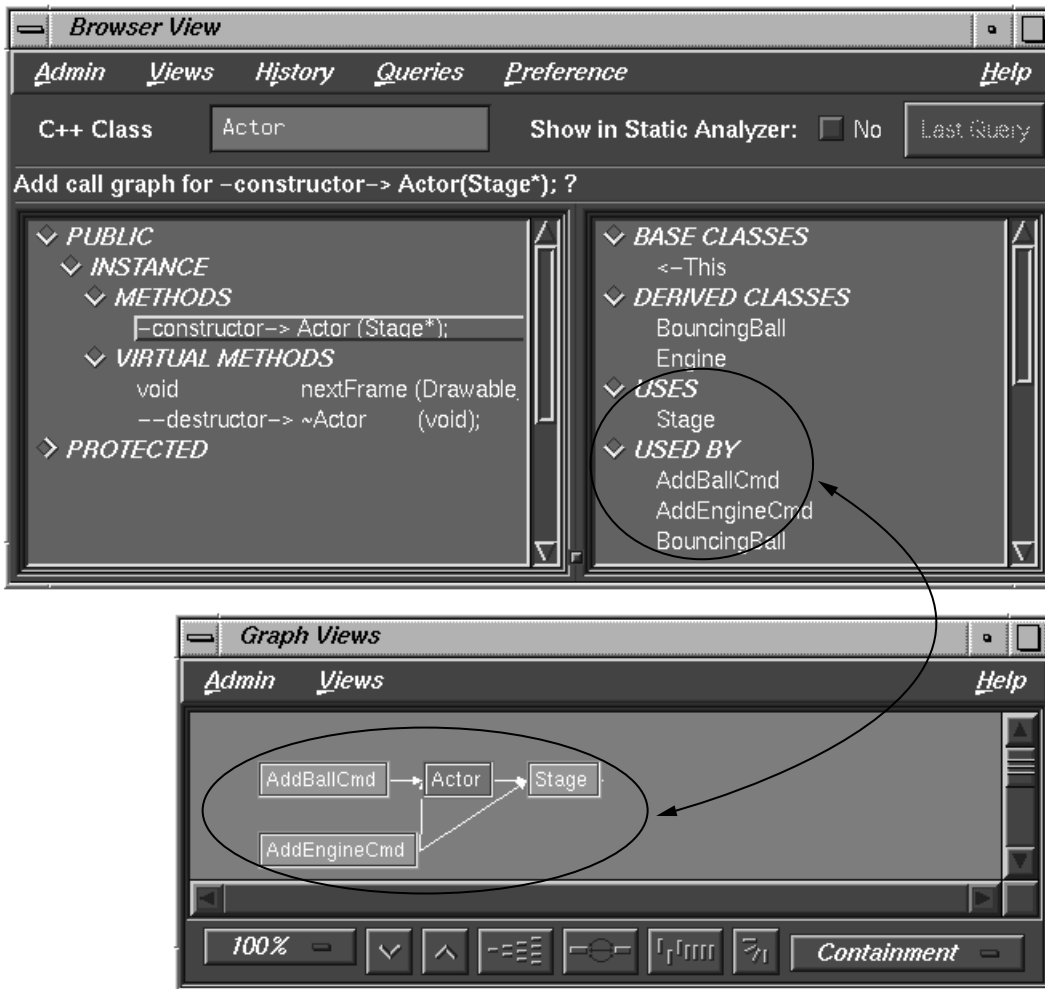 Browser View
Admin Views History Queries Preference Help
C++ Class Actor Show in Static Analyzer: No Last Query
Add call graph for -constructor-> Actor(Stage*); ?
PUBLIC
INSTANCE
METHODS
-constructor-> Actor (Stage*);
VIRTUAL METHODS
void nextFrame (Drawable,
--destructor-> ~Actor (void);
PROTECTED
BASE CLASSES
<-This
DERIVED CLASSES
BouncingBall
Engine
USES
Stage
USED BY
AddBallCmd
AddEngineCmd
BouncingBall
Graph Views
Admin Views Help
AddBallCmd Actor Stage
AddEngineCmd
100% Containment